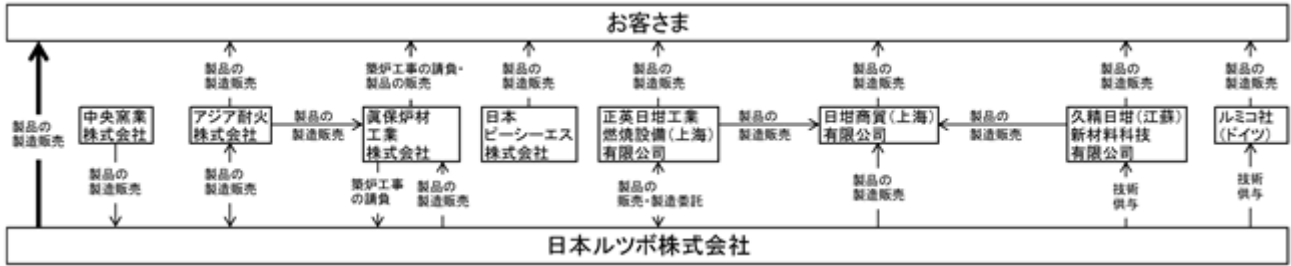 お客さま
製品の
製造販売
製品の
製造販売
築炉工事の請負・
製品の販売
製品の
製造販売
製品の
製造販売
製品の
製造販売
製品の
製造販売
製品の
製造販売
中央窯業
株式会社
アジア耐火
株式会社
製品の
製造販売
眞保炉材
工業
株式会社
日本
ピーシーエス
株式会社
正英日坩工業
燃焼設備(上海)
有限公司
製品の
製造販売
日坩商貿(上海)
有限公司
製品の
製造販売
久精日坩(江蘇)
新材料科技
有限公司
ルミコ社
(ドイツ)
製品の
製造販売
製品の
製造販売
築炉工事
の請負
製品の
製造販売
製品の
販売・製造委託
製品の
製造販売
技術
供与
技術
供与
日本ルツボ株式会社